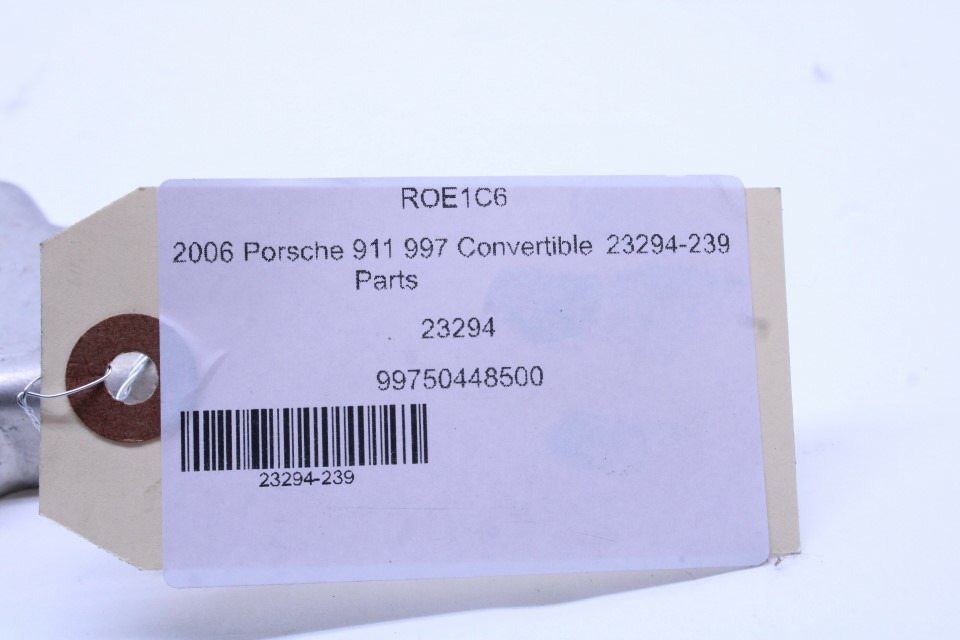 ROE1C6
2006 Porsche 911 997 Convertible 23294-239
Parts
23294
99750448500
23294-239